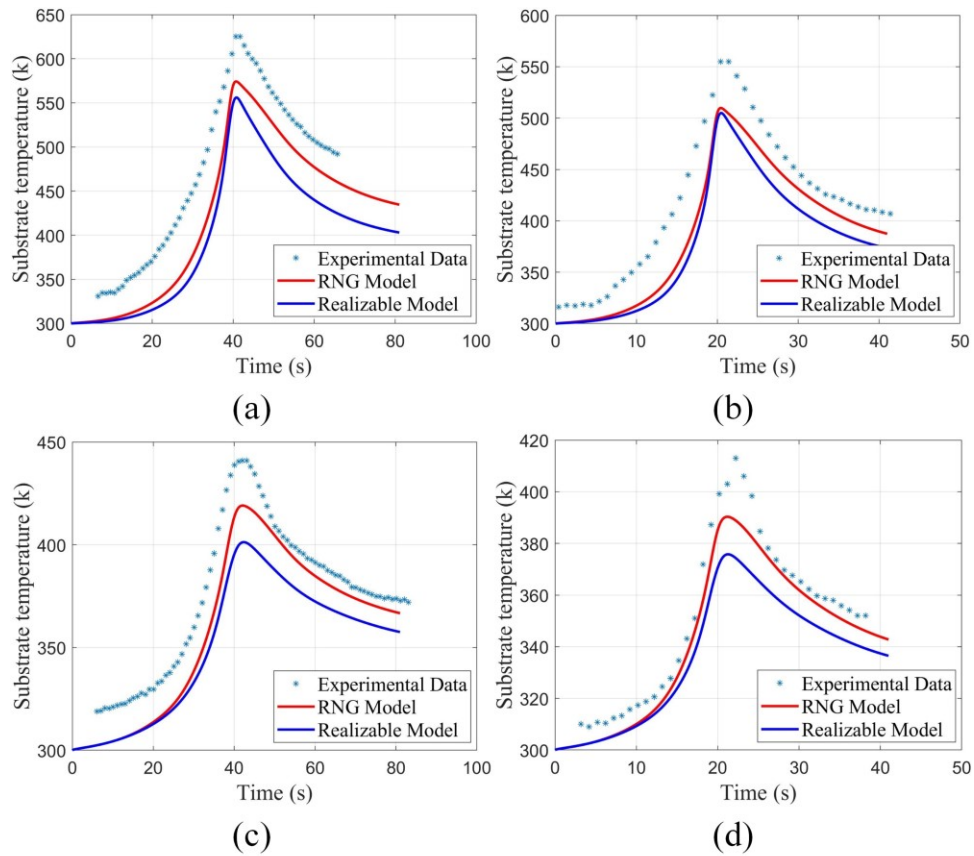 650
600
550
500
450
400
350
300
Substrate temperature (k)
Experimental Data
RNG Model
Realizable Model
0 20 40 60 80 100
Time (s)
(a)
600
550
500
450
400
350
300
Substrate temperature (k)
Experimental Data
RNG Model
Realizable Model
0 10 20 30 40 50
Time (s)
(b)
450
400
350
300
Substrate temperature (k)
Experimental Data
RNG Model
Realizable Model
0 20 40 60 80 100
Time (s)
(c)
420
400
380
360
340
320
300
Substrate temperature (k)
Experimental Data
RNG Model
Realizable Model
0 10 20 30 40 50
Time (s)
(d)